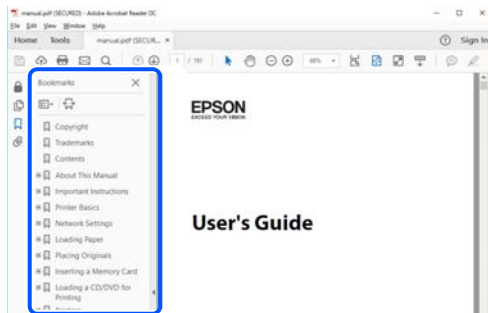 manual.pdf (SECURED) - Adobe Acrobat Reader DC
File Edit View Window Help
Home Tools manual.pdf (SECUR... ×
Sign In
1 / 191
Bookmarks
Copyright
Trademarks
Contents
About This Manual
Important Instructions
Printer Basics
Network Settings
Loading Paper
Placing Originals
Inserting a Memory Card
Loading a CD/DVD for
Printing
EPSON
EXCEED YOUR VISION
User's Guide